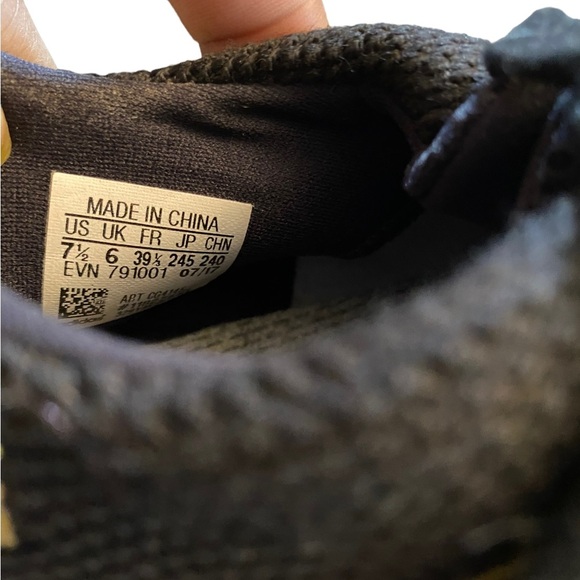 MADE IN CHINA
US UK FR JP CHN
7½ 6 39⅓ 245 240
EVN 791001 07/17
ART